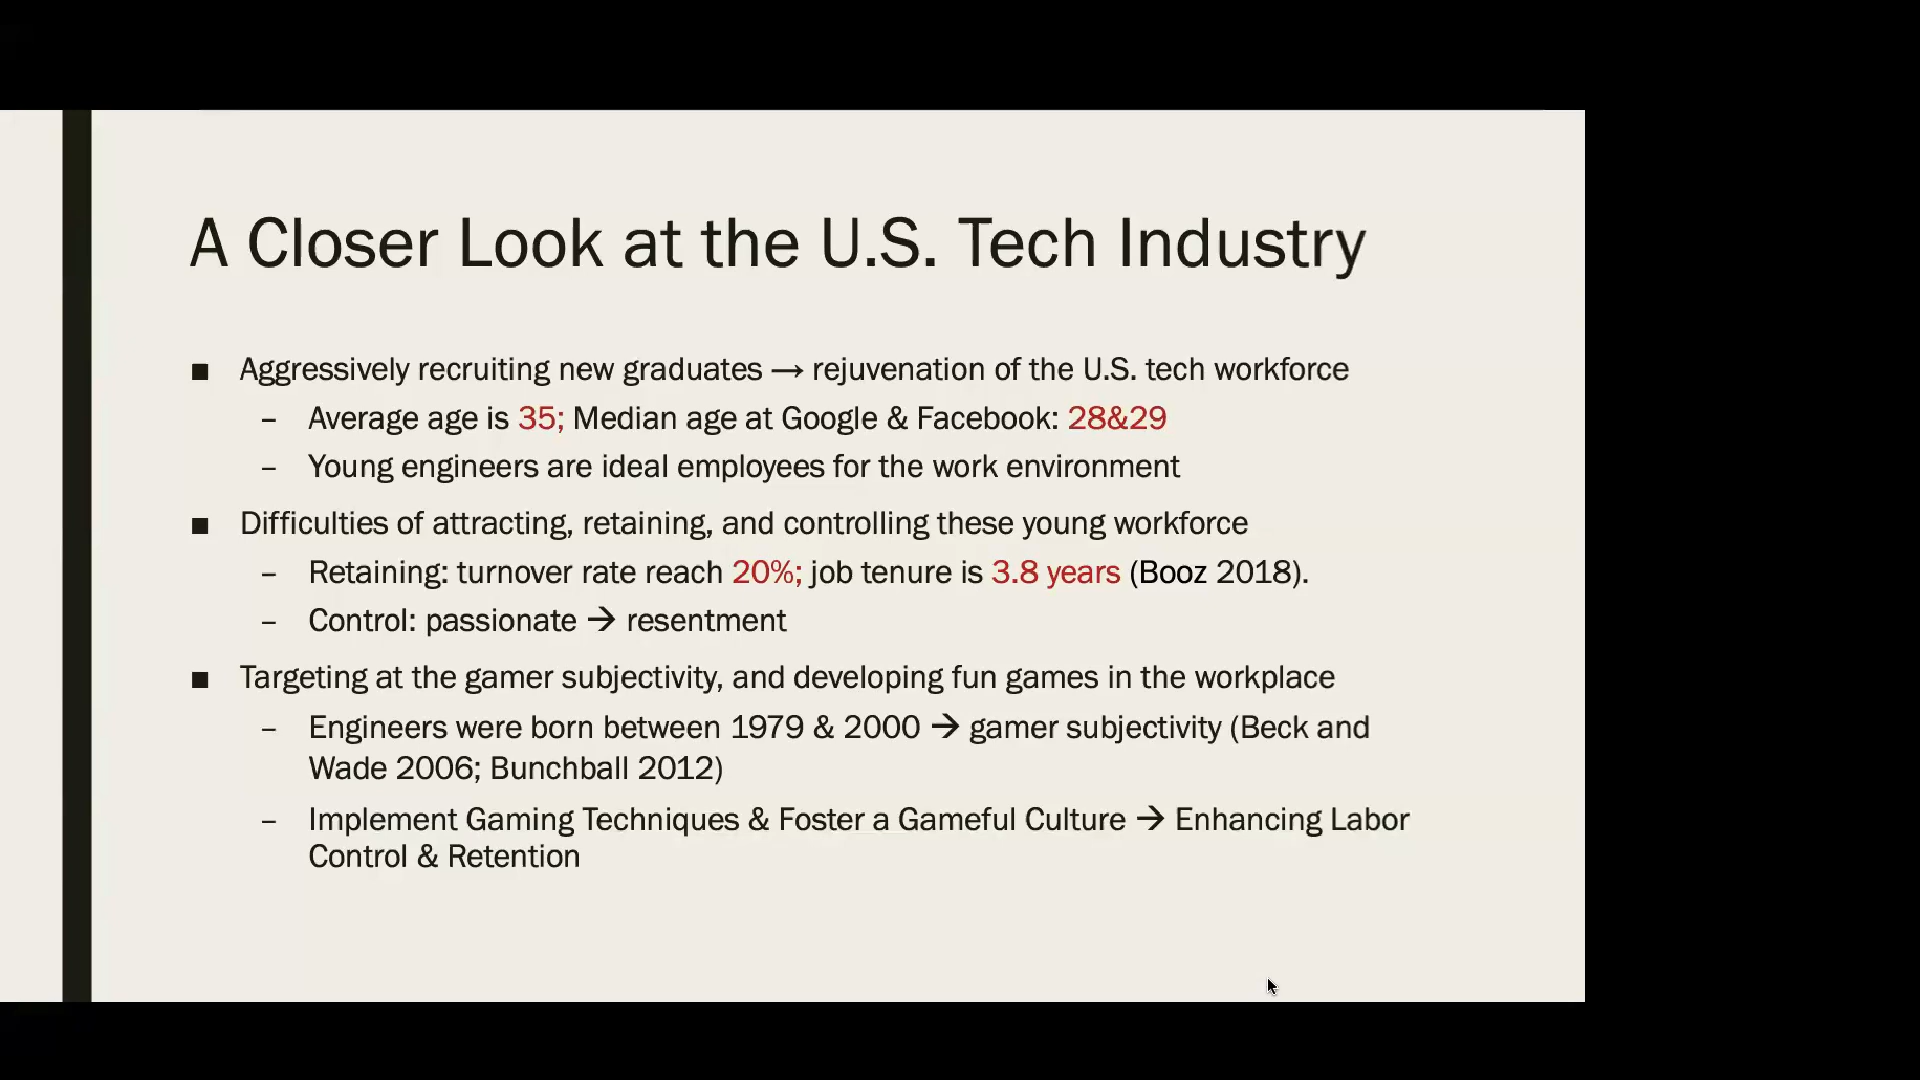 A Closer Look at the U.S. Tech Industry
■ Aggressively recruiting new graduates → rejuvenation of the U.S. tech workforce
– Average age is 35; Median age at Google & Facebook: 28&29
– Young engineers are ideal employees for the work environment
■ Difficulties of attracting, retaining, and controlling these young workforce
– Retaining: turnover rate reach 20%; job tenure is 3.8 years (Booz 2018).
– Control: passionate → resentment
■ Targeting at the gamer subjectivity, and developing fun games in the workplace
– Engineers were born between 1979 & 2000 → gamer subjectivity (Beck and
Wade 2006; Bunchball 2012)
– Implement Gaming Techniques & Foster a Gameful Culture → Enhancing Labor
Control & Retention